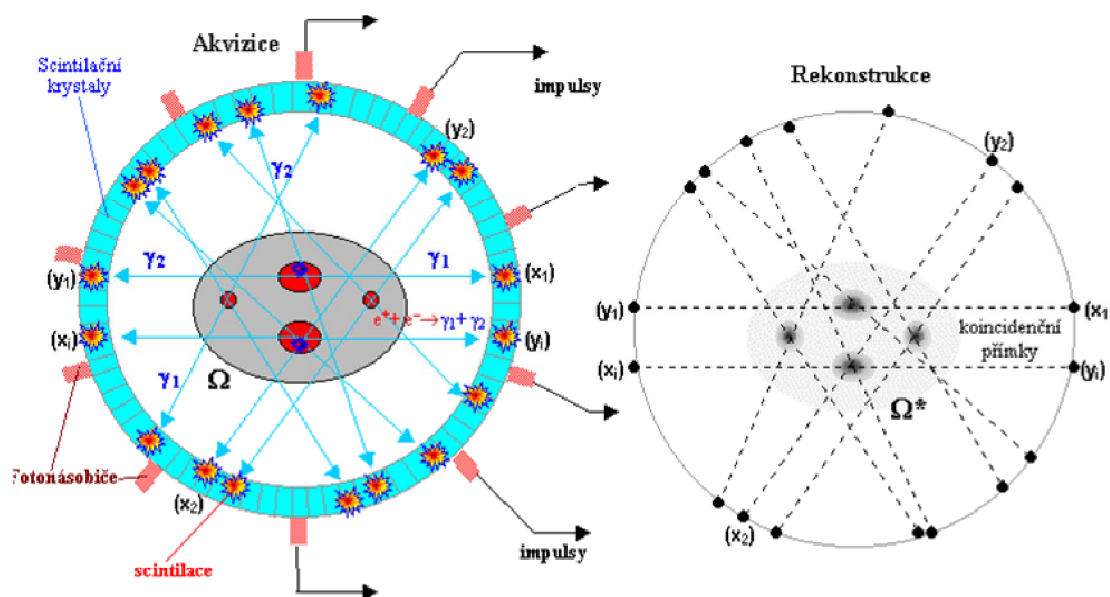 Akvizice
Scintilační
krystaly
impulsy
(y₂)
γ₂
γ₂
γ₁
(y₁)
(x₁)
e⁺+e⁻→γ₁+γ₂
(xᵢ)
(yᵢ)
γ₁
Ω
Fotonásobiče
(x₂)
scintilace
impulsy
Rekonstrukce
(y₂)
(y₁)
(x₁
koincidenční
přímky
(xᵢ)
(yᵢ)
Ω*
(x₂)